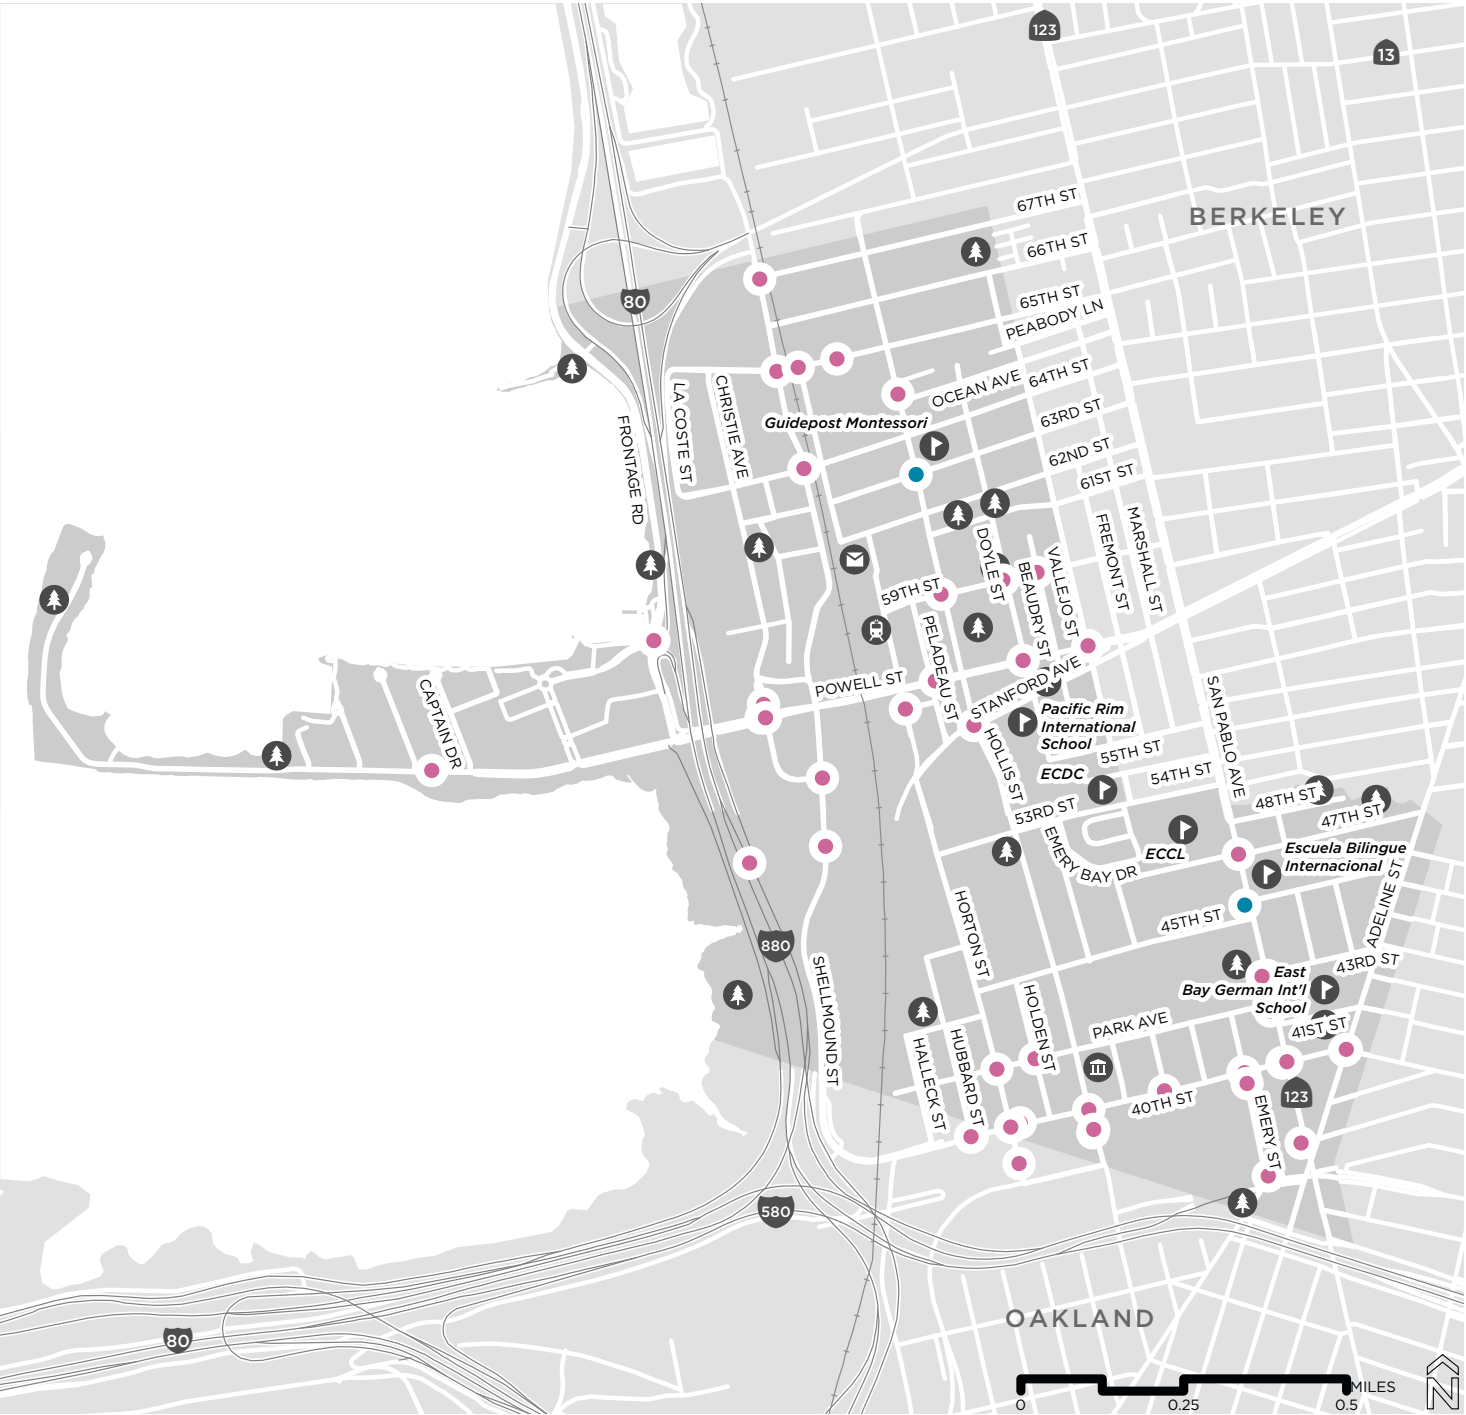 123
13
67TH ST
BERKELEY
66TH ST
80
65TH ST
PEABODY LN
64TH ST
OCEAN AVE
LA COSTE ST
CHRISTIE AVE
63RD ST
Guidepost Montessori
FRONTAGE RD
62ND ST
61ST ST
MARSHALL ST
FREMONT ST
DOYLE ST
VALLEJO ST
BEAUDRY ST
59TH ST
PELADEAU ST
STANFORD AVE
POWELL ST
CAPTAIN DR
SAN PABLO AVE
Pacific Rim
International
School
HOLLIS ST
55TH ST
ECDC
54TH ST
48TH ST
53RD ST
47TH ST
EMERY BAY DR
ECCL
Escuela Bilingue
Internacional
ADELINE ST
HORTON ST
45TH ST
880
43RD ST
SHELLMOUND ST
East
Bay German Int'l
School
HOLDEN ST
PARK AVE
41ST ST
HUBBARD ST
HALLECK ST
40TH ST
123
EMERY ST
580
OAKLAND
80
MILES
0
0.25
0.5
N